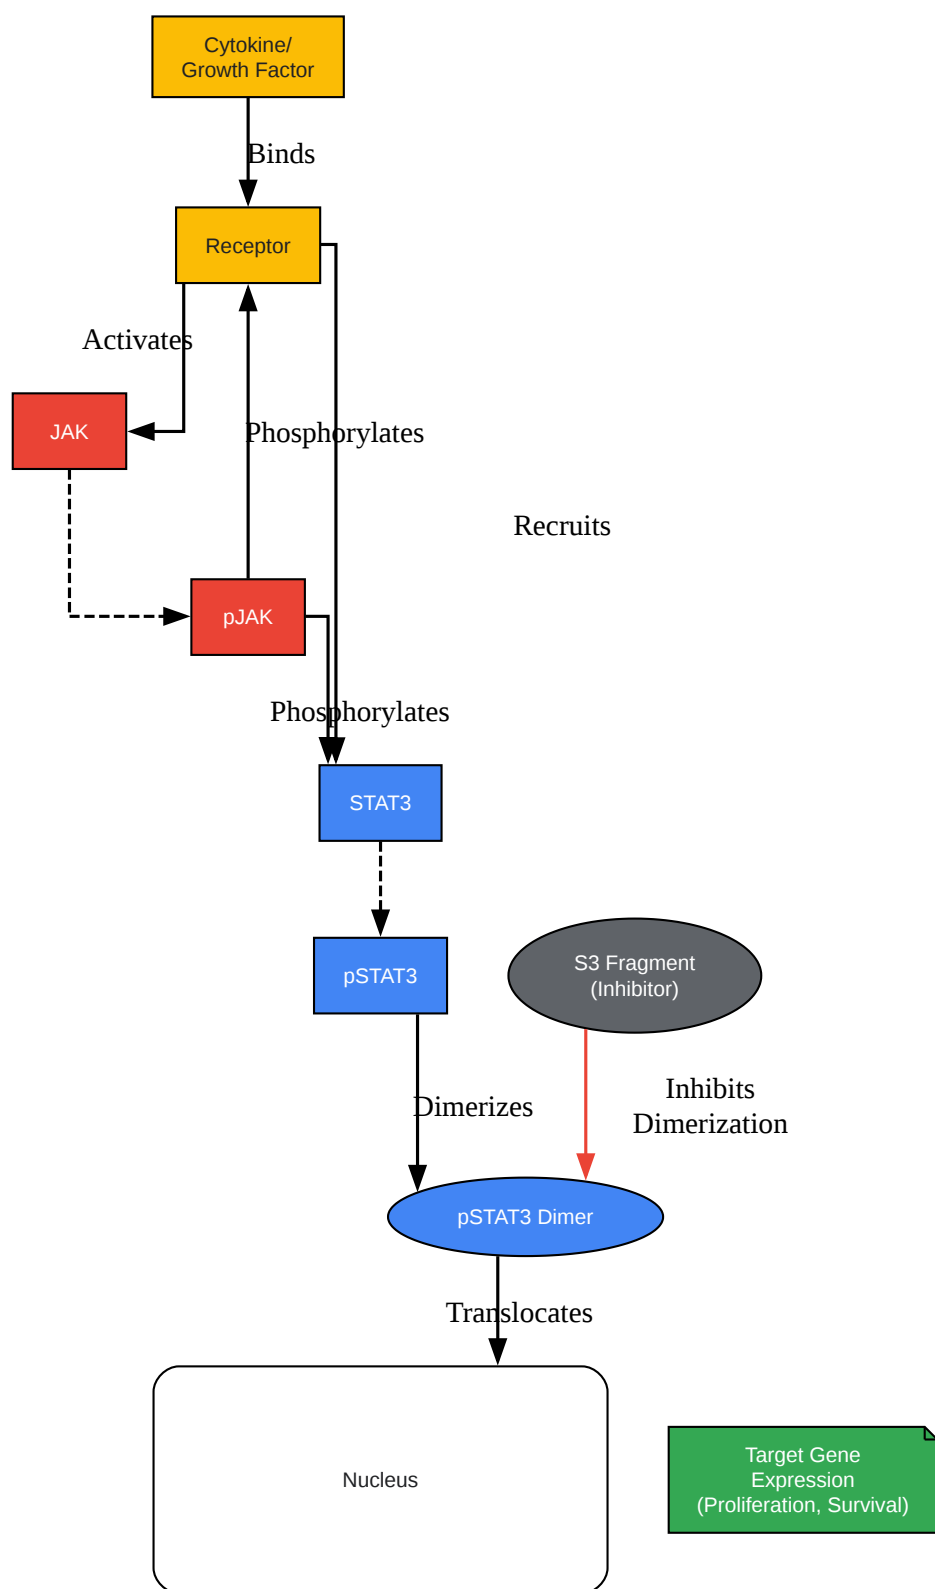 Cytokine/
Growth Factor
Binds
Receptor
Activates
JAK
Phosphorylates
Recruits
pJAK
Phosphorylates
STAT3
S3 Fragment
(Inhibitor)
pSTAT3
Inhibits
Dimerization
Dimerizes
pSTAT3 Dimer
Translocates
Nucleus
Target Gene
Expression
(Proliferation, Survival)